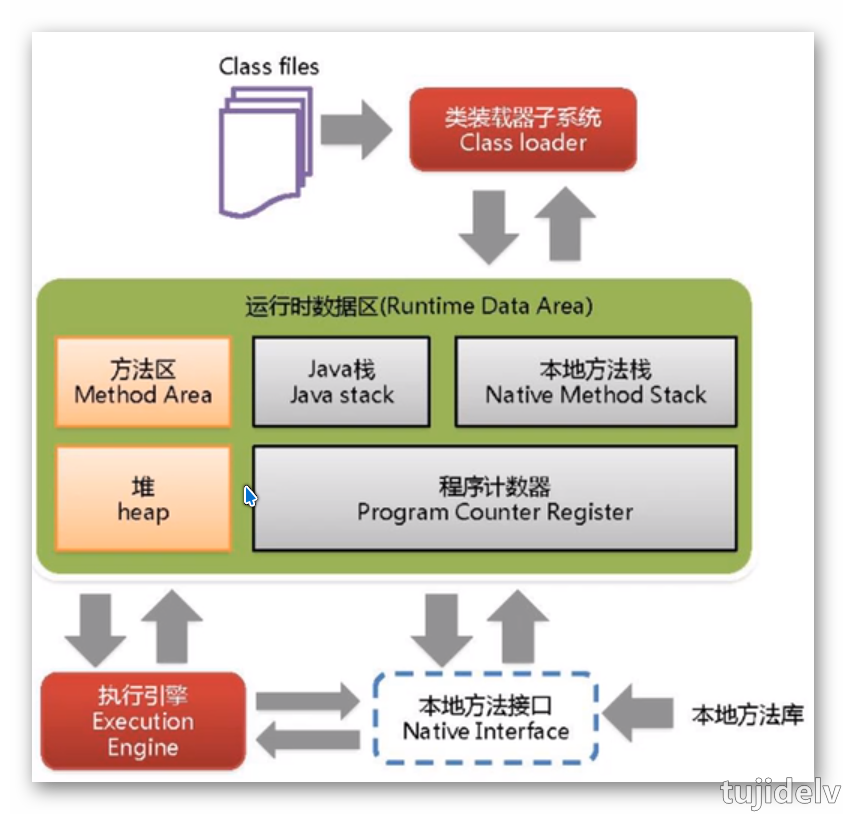 Class files
类装载器子系统
Class loader
运行时数据区(Runtime Data Area)
方法区
Method Area
Java栈
Java stack
本地方法栈
Native Method Stack
堆
heap
程序计数器
Program Counter Register
执行引擎
Execution
Engine
本地方法接口
Native Interface
本地方法库
tujidelv